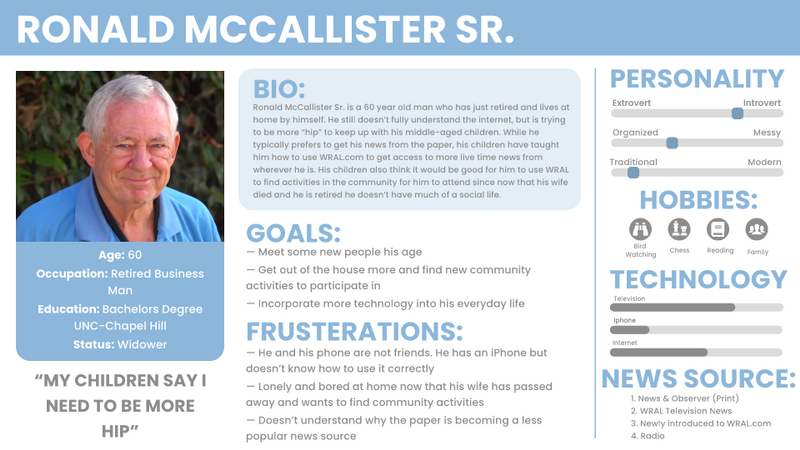 RONALD MCCALLISTER SR.
Age: 60
Occupation: Retired Business
Man
Education: Bachelors Degree
UNC-Chapel Hill
Status: Widower
“MY CHILDREN SAY I
NEED TO BE MORE
HIP”
BIO:
Ronald McCallister Sr. is a 60 year old man who has just retired and lives at
home by himself. He still doesn’t fully understand the internet, but is trying
to be more “hip” to keep up with his middle-aged children. While he
typically prefers to get his news from the paper, his children have taught
him how to use WRAL.com to get access to more live time news from
wherever he is. His children also think it would be good for him to use WRAL
to find activities in the community for him to attend since now that his wife
died and he is retired he doesn’t have much of a social life.
GOALS:
— Meet some new people his age
— Get out of the house more and find new community
activities to participate in
— Incorporate more technology into his everyday life
FRUSTERATIONS:
— He and his phone are not friends. He has an iPhone but
doesn’t know how to use it correctly
— Lonely and bored at home now that his wife has passed
away and wants to find community activities
— Doesn’t understand why the paper is becoming a less
popular news source
PERSONALITY
Extrovert Introvert
Organized Messy
Traditional Modern
HOBBIES:
Bird
Watching
Chess
Reading
Family
TECHNOLOGY
Television
Iphone
Internet
NEWS SOURCE:
1. News & Observer (Print)
2. WRAL Television News
3. Newly introduced to WRAL.com
4. Radio